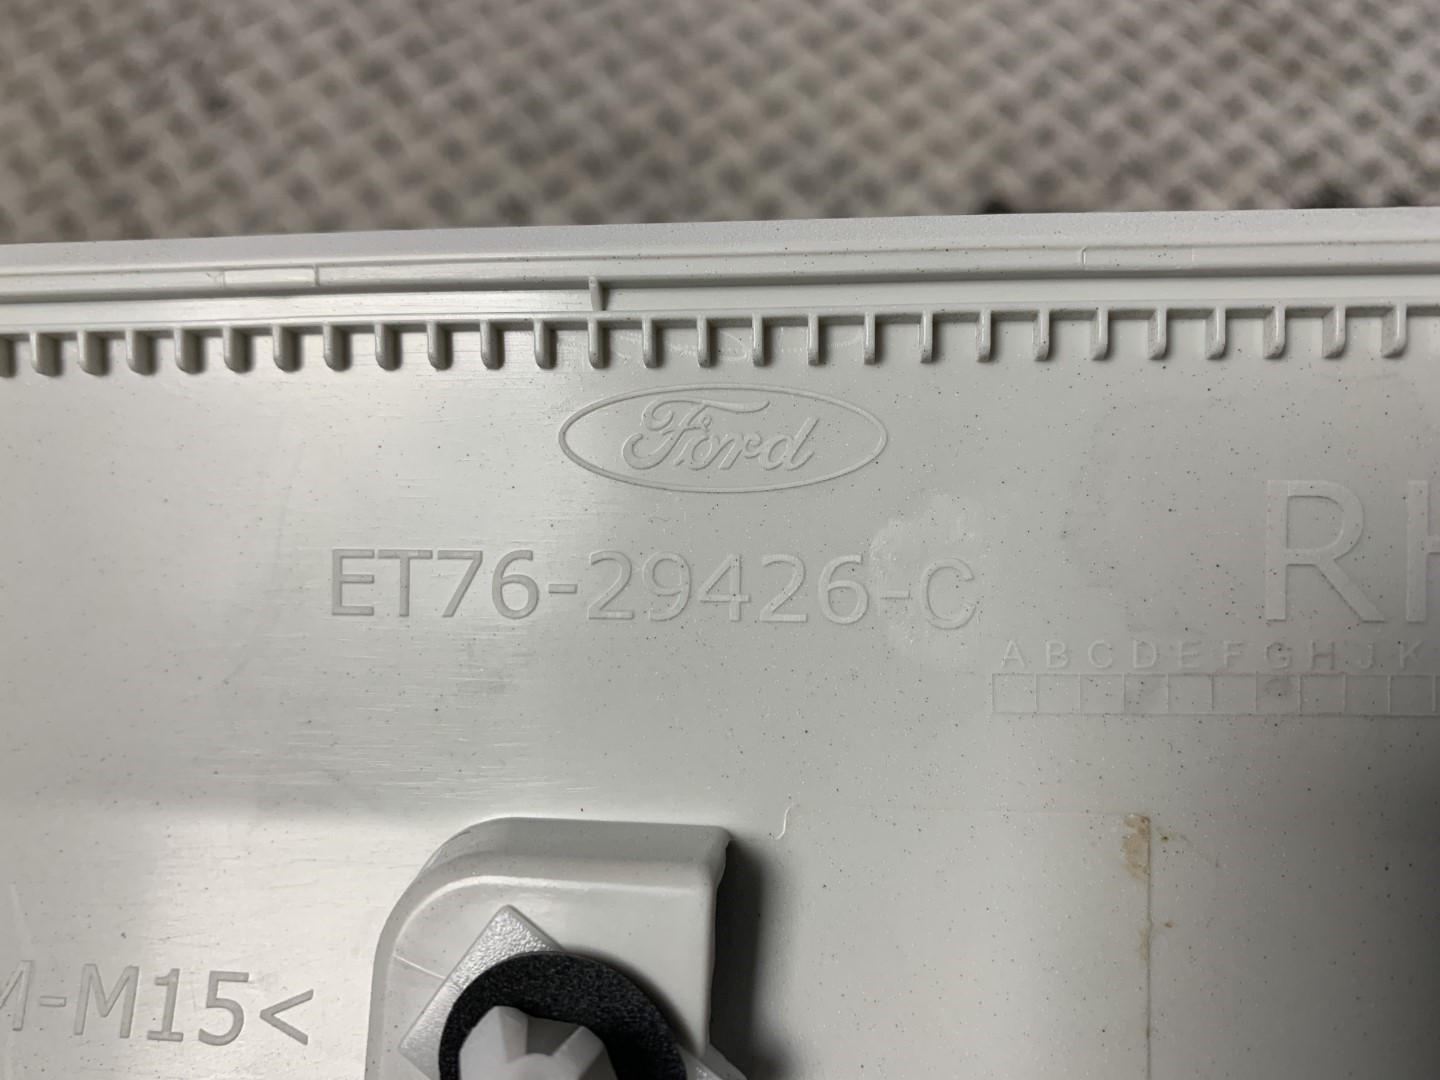 Ford
ET76-29426-C
RH
ABCDEFGHJK
M-M15<